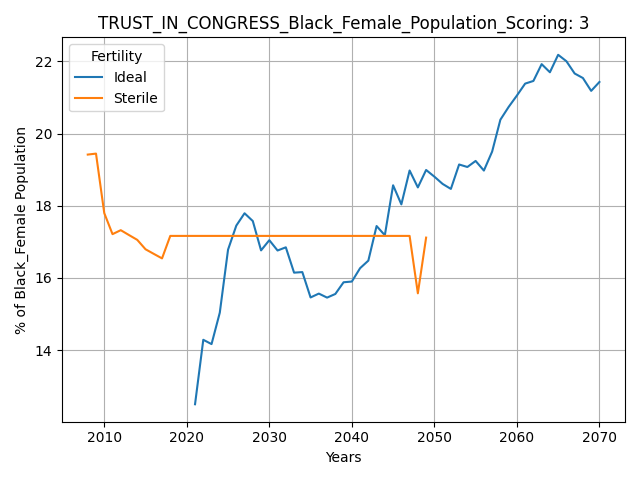 TRUST_IN_CONGRESS_Black_Female_Population_Scoring: 3
Fertility
Ideal
Sterile
% of Black_Female Population
22
20
18
16
14
2010 2020 2030 2040 2050 2060 2070
Years